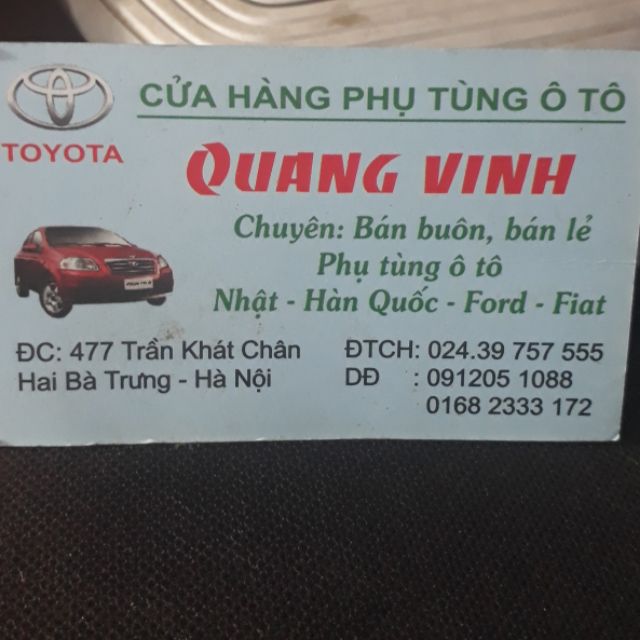 TOYOTA
CỬA HÀNG PHỤ TÙNG Ô TÔ
QUANG VINH
Chuyên: Bán buôn, bán lẻ
Phụ tùng ô tô
Nhật - Hàn Quốc - Ford - Fiat
ĐC: 477 Trần Khát Chân
Hai Bà Trưng - Hà Nội
ĐTCH: 024.39 757 555
DĐ : 091205 1088
0168 2333 172